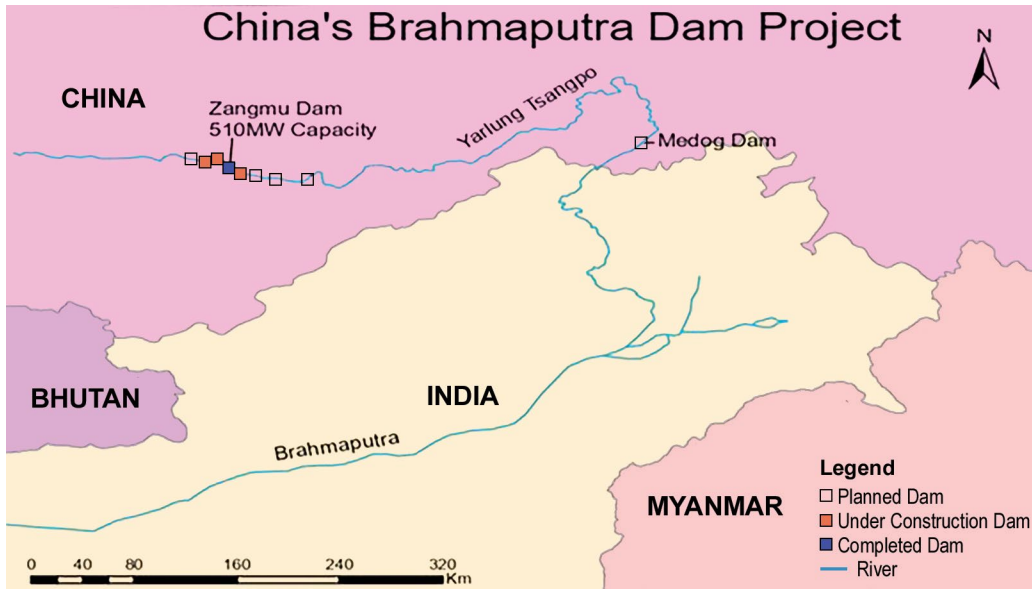 China's Brahmaputra Dam Project
N
CHINA
Zangmu Dam
510MW Capacity
Yarlung Tsangpo
Medog Dam
BHUTAN
INDIA
Brahmaputra
MYANMAR
Legend
Planned Dam
Under Construction Dam
Completed Dam
River
0 40 80 160 240 320
Km